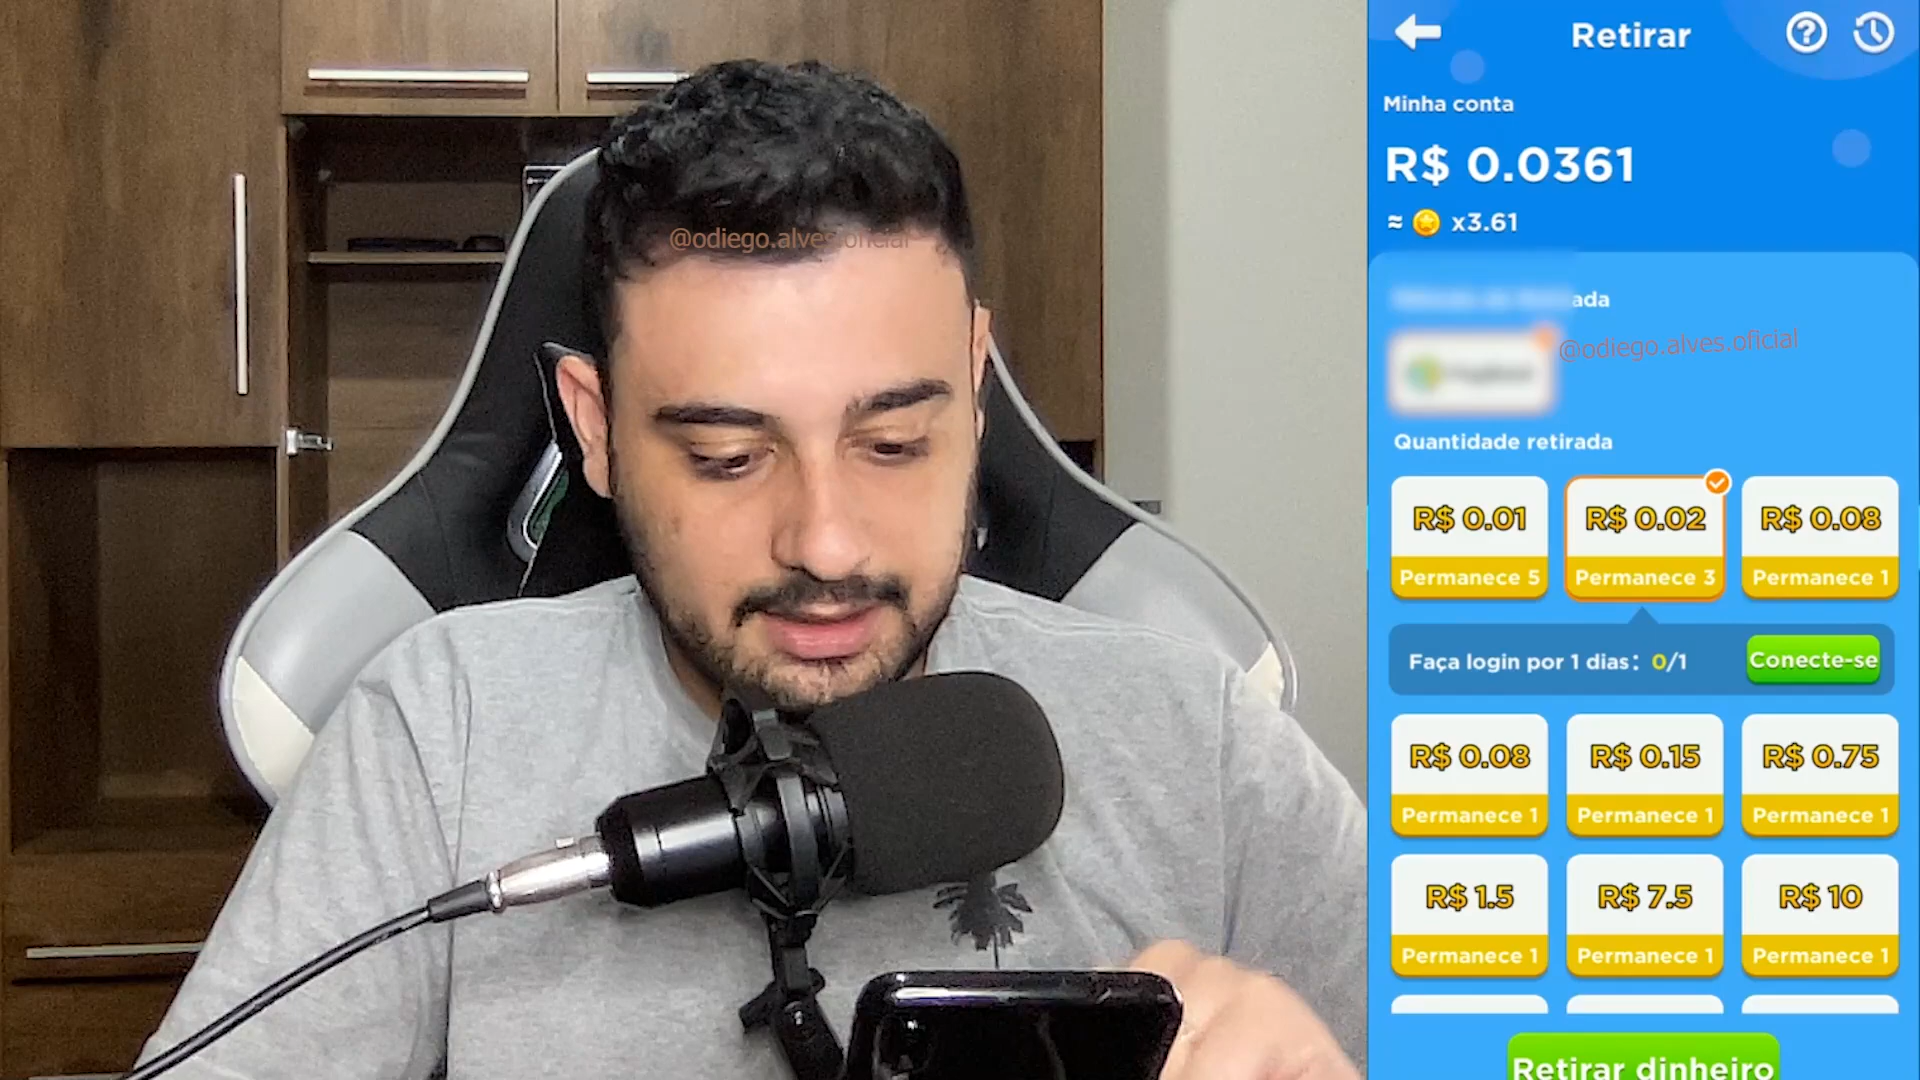 Retirar
Minha conta
R$ 0.0361
≈ x3.61
ada
@odiego.alves.oficial
@odiego.alves.oficial
Quantidade retirada
R$ 0.01 R$ 0.02 R$ 0.08
Permanece 5 Permanece 3 Permanece 1
Faça login por 1 dias: 0/1 Conecte-se
R$ 0.08 R$ 0.15 R$ 0.75
Permanece 1 Permanece 1 Permanece 1
R$ 1.5 R$ 7.5 R$ 10
Permanece 1 Permanece 1 Permanece 1
Retirar dinheiro